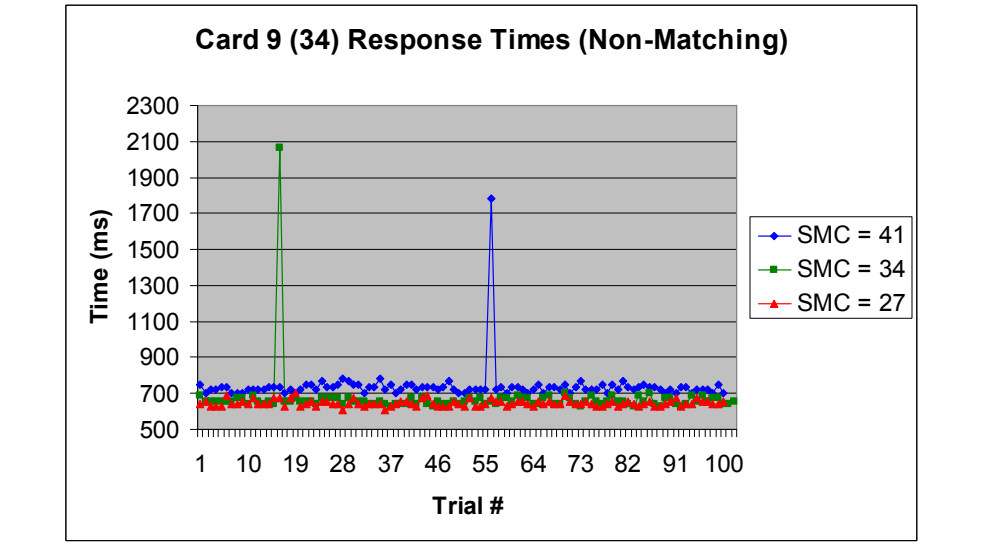 Card 9 (34) Response Times (Non-Matching)
2300
2100
1900
1700
1500
1300
1100
900
700
500
Time (ms)
1 10 19 28 37 46 55 64 73 82 91 100
Trial #
SMC = 41
SMC = 34
SMC = 27